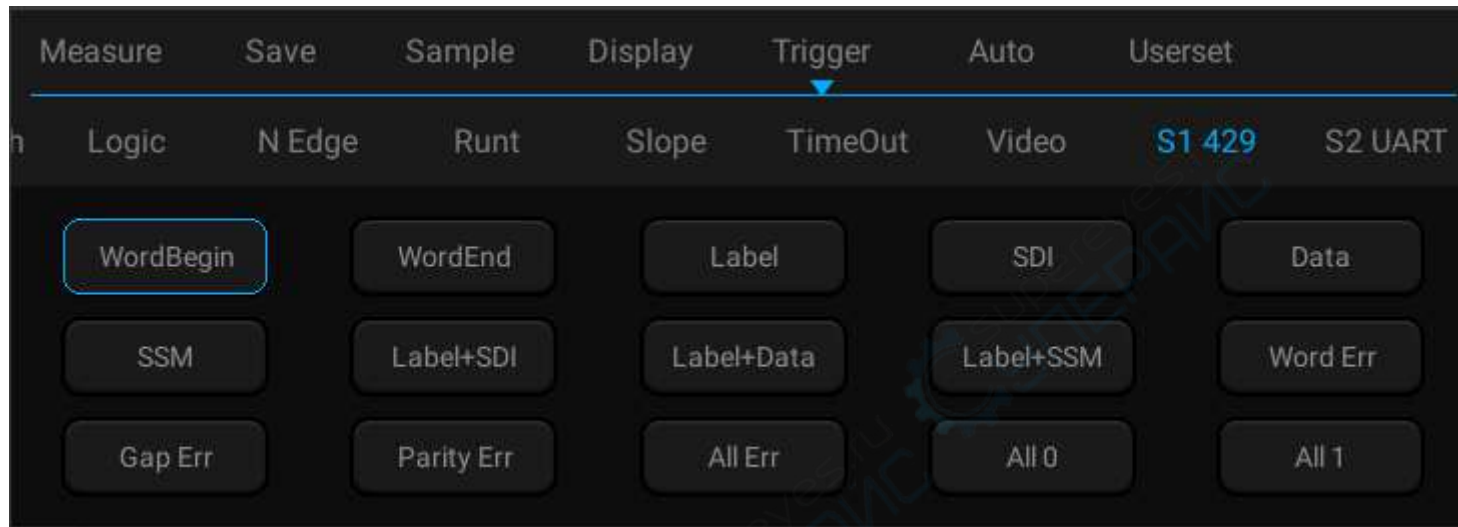 Measure Save Sample Display Trigger Auto Userset
h Logic N Edge Runt Slope TimeOut Video S1 429 S2 UART
WordBegin WordEnd Label SDI Data
SSM Label+SDI Label+Data Label+SSM Word Err
Gap Err Parity Err All Err All 0 All 1